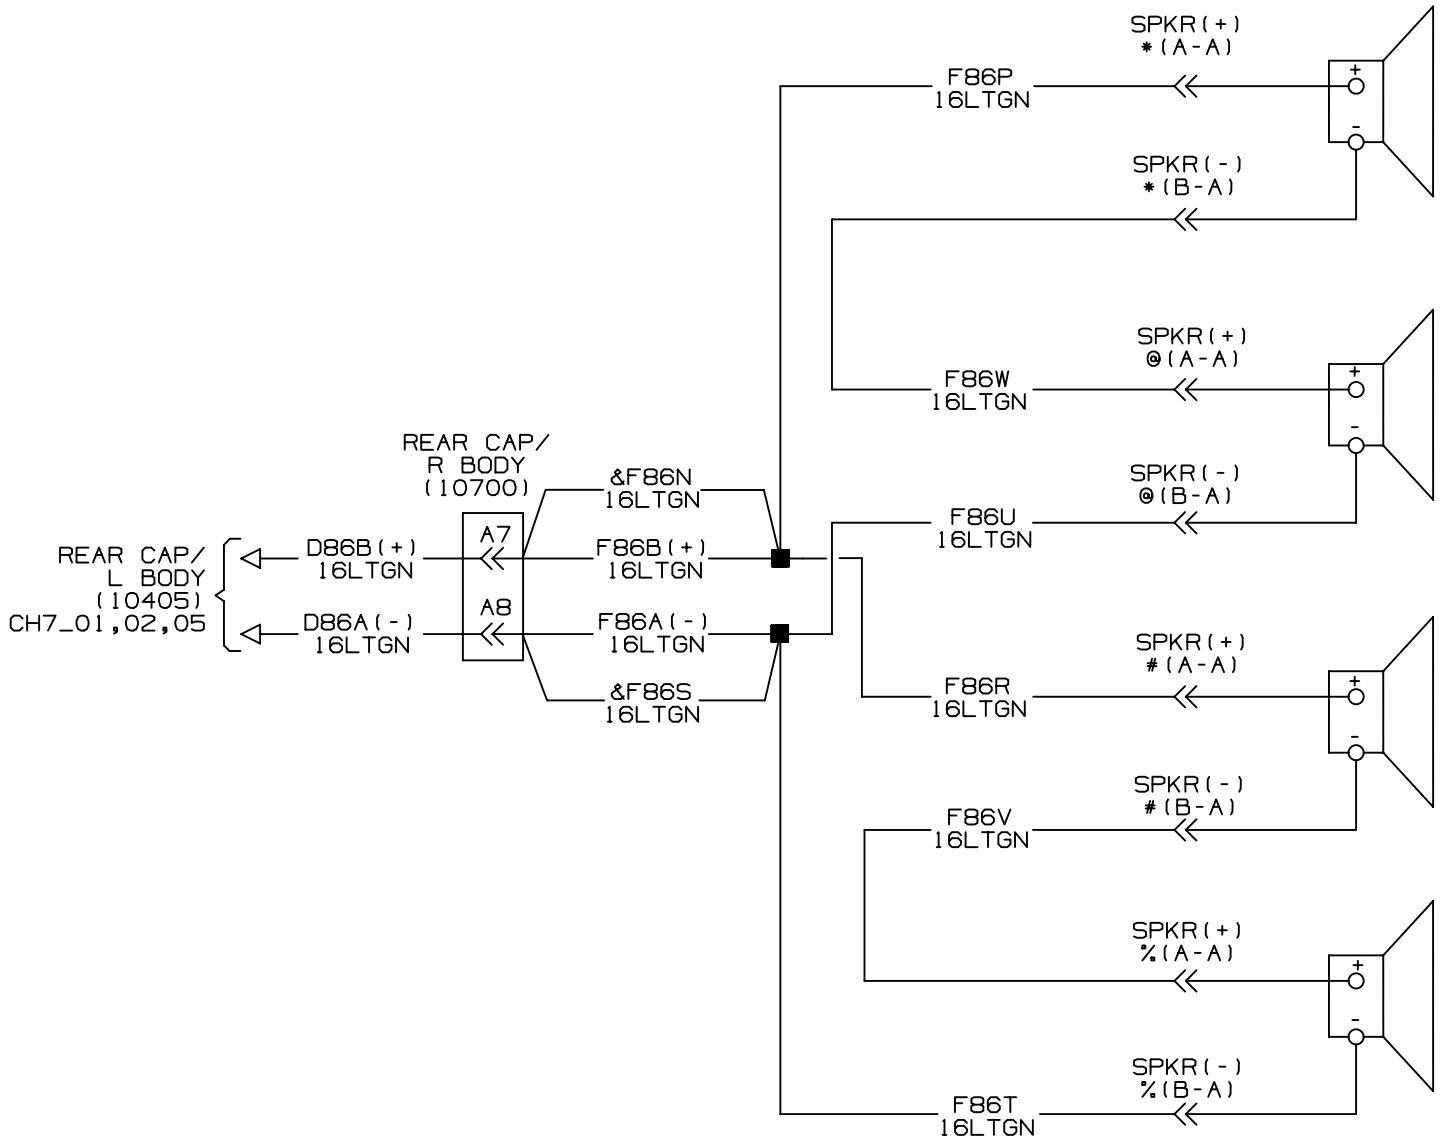 SPKR(+)
*(A-A)
F86P
16LTGN
+
-
SPKR(-)
*(B-A)
SPKR(+)
@(A-A)
F86W
16LTGN
+
-
REAR CAP/
R BODY
(10700)
&F86N
16LTGN
SPKR(-)
@(B-A)
F86U
16LTGN
A7
REAR CAP/
L BODY
(10405)
CH7_01,02,05
D86B(+)
16LTGN
F86B(+)
16LTGN
A8
D86A(-)
16LTGN
F86A(-)
16LTGN
&F86S
16LTGN
SPKR(+)
#(A-A)
F86R
16LTGN
+
-
SPKR(-)
#(B-A)
F86V
16LTGN
SPKR(+)
%(A-A)
+
-
SPKR(-)
%(B-A)
F86T
16LTGN